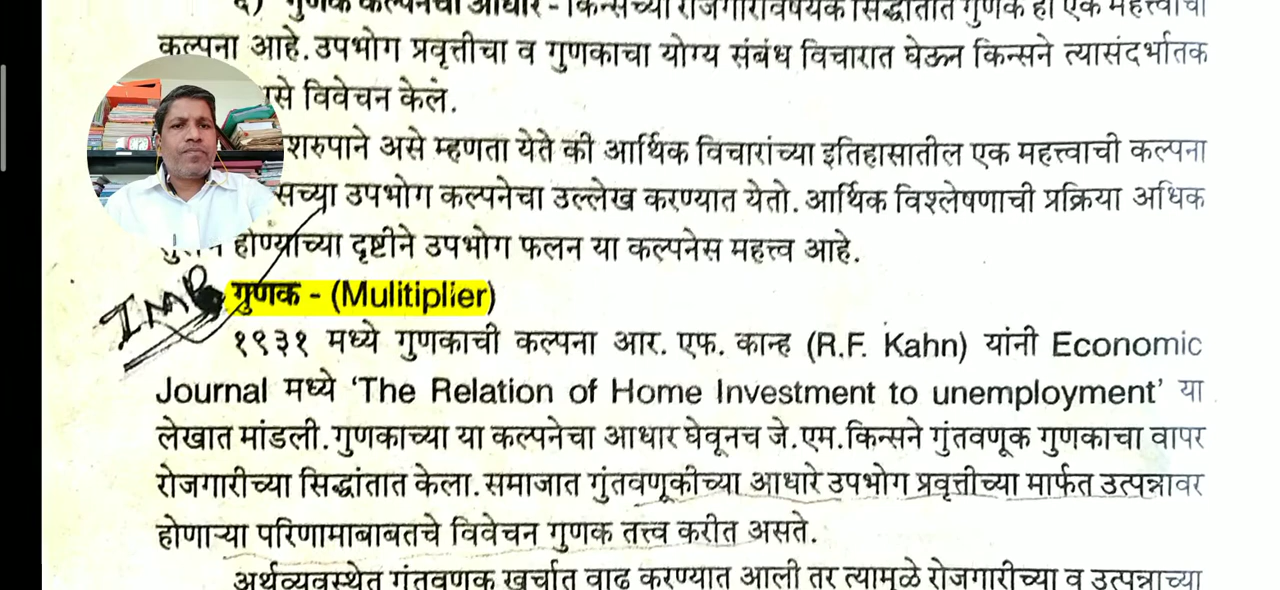 ६) गुणक कल्पनेचा आधार - किन्सच्या रोजगारविषयक सिद्धांतात गुणक ही एक महत्त्वाची
कल्पना आहे. उपभोग प्रवृत्तीचा व गुणकाचा योग्य संबंध विचारात घेऊन किन्सने त्यासंदर्भातक
से विवेचन केलं.
शरुपाने असे म्हणता येते की आर्थिक विचारांच्या इतिहासातील एक महत्त्वाची कल्पना
सच्या उपभोग कल्पनेचा उल्लेख करण्यात येतो. आर्थिक विश्लेषणाची प्रक्रिया अधिक
होण्याच्या दृष्टीने उपभोग फलन या कल्पनेस महत्त्व आहे.
IMP गुणक - (Mulitiplier)
१९३१ मध्ये गुणकाची कल्पना आर. एफ. कान्ह (R.F. Kahn) यांनी Economic
Journal मध्ये ‘The Relation of Home Investment to unemployment’ या
लेखात मांडली. गुणकाच्या या कल्पनेचा आधार घेवूनच जे.एम.किन्सने गुंतवणूक गुणकाचा वापर
रोजगारीच्या सिद्धांतात केला. समाजात गुंतवणूकीच्या आधारे उपभोग प्रवृत्तीच्या मार्फत उत्पन्नावर
होणाऱ्या परिणामाबाबतचे विवेचन गुणक तत्त्व करीत असते.
अर्थव्यवस्थेत गुंतवणूक खर्चात वाढ करण्यात आली तर त्यामुळे रोजगारीच्या व उत्पन्नाच्या